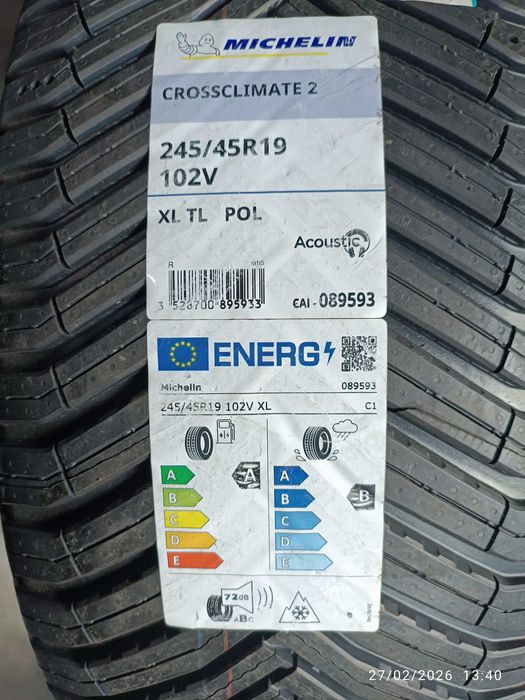 MICHELIN
CROSSCLIMATE 2
245/45R19
102V
XL TL POL
Acoustic
R
3 528700 895933
CAI - 089593
ENERG
Michelin 089593
245/45R19 102V XL C1
A A A
B B B
C C
D D
E E
72dB
ABC
27/02/2026 13:40